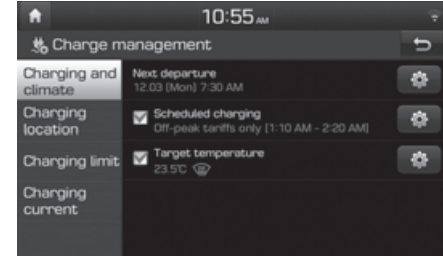 10:55 AM
Charge management
Charging and
climate
Next departure
12.03 (Mon) 7:30 AM
Charging
location
Scheduled charging
Off-peak tariffs only [1:10 AM - 2:20 AM]
Charging limit
Target temperature
23.5°C
Charging
current